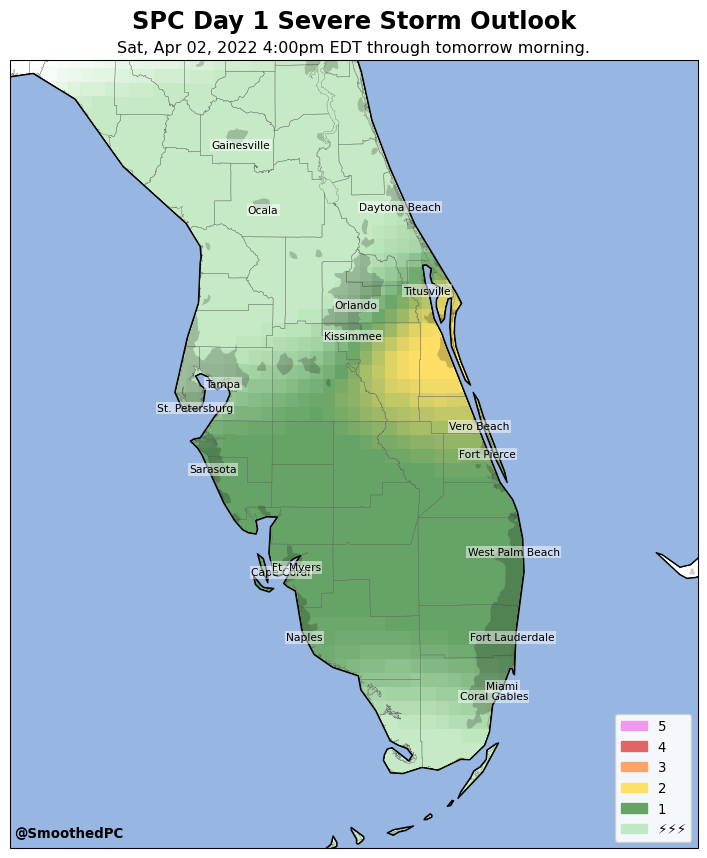 SPC Day 1 Severe Storm Outlook
Sat, Apr 02, 2022 4:00pm EDT through tomorrow morning.
Gainesville
Ocala
Daytona Beach
Titusville
Orlando
Kissimmee
Tampa
St. Petersburg
Vero Beach
Fort Pierce
Sarasota
West Palm Beach
Ft. Myers
Cape Coral
Naples
Fort Lauderdale
Miami
Coral Gables
5
4
3
2
1
⚡⚡⚡
@SmoothedPC